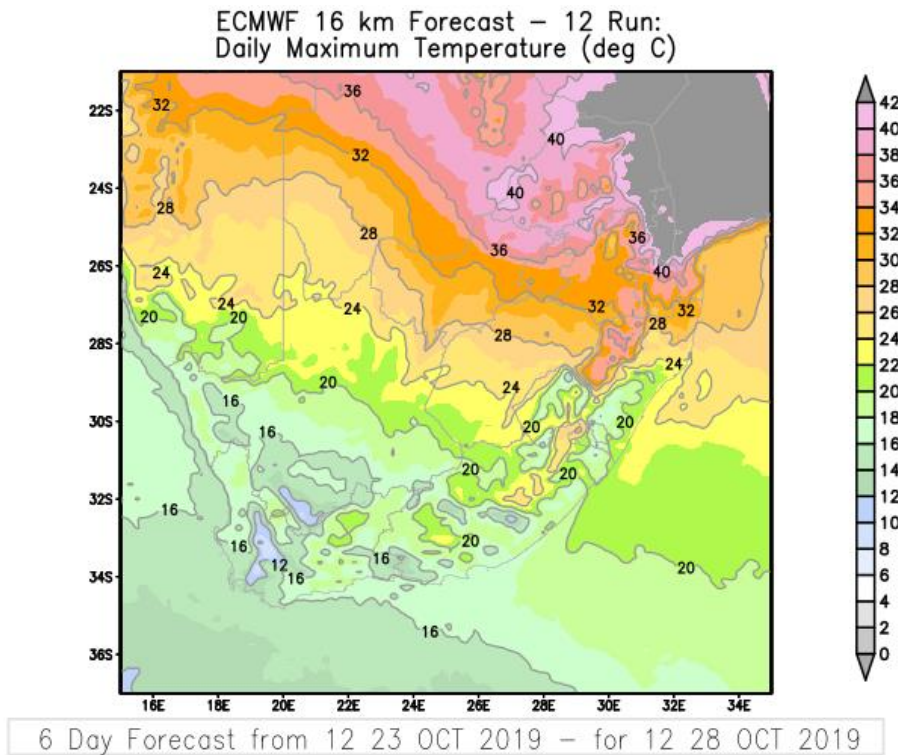 ECMWF 16 km Forecast – 12 Run:
Daily Maximum Temperature (deg C)
36
22S 32
40
32
24S 40
28
28 36
36
26S
24 40
24 32 32
20 20 28
28S 28
24
20 24
16
30S 20 20
16
20 20
32S
16
20
16 16
12 16
34S 20
16
36S
16E 18E 20E 22E 24E 26E 28E 30E 32E 34E
42
40
38
36
34
32
30
28
26
24
22
20
18
16
14
12
10
8
6
4
2
0
6 Day Forecast from 12 23 OCT 2019 – for 12 28 OCT 2019